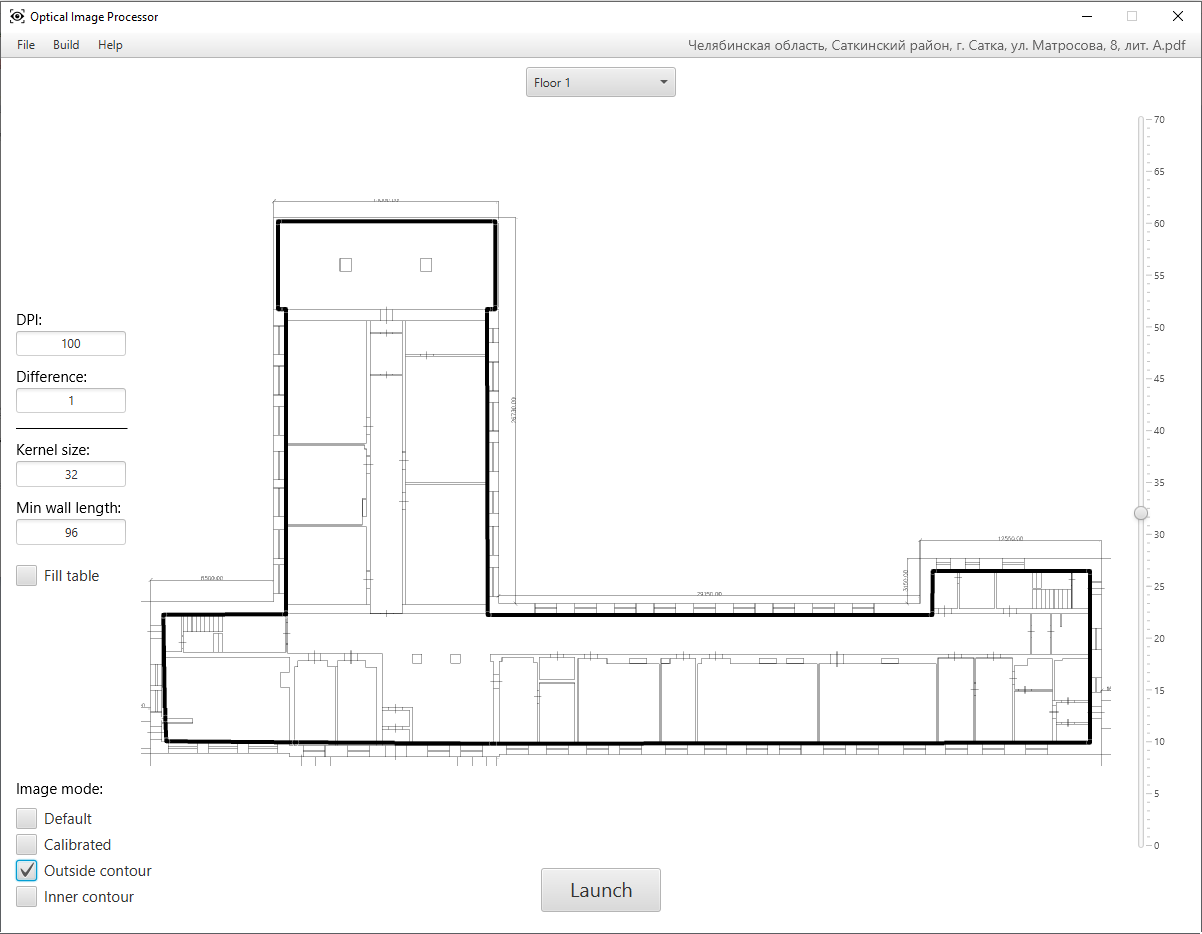 Optical Image Processor
File Build Help
Челябинская область, Саткинский район, г. Сатка, ул. Матросова, 8, лит. А.pdf
Floor 1
70
65
60
55
50
45
40
35
30
25
20
15
10
5
0
DPI:
100
Difference:
1
Kernel size:
32
Min wall length:
96
Fill table
6500.00
29150.00
12550.00
3150.00
Image mode:
Default
Calibrated
Outside contour
Inner contour
Launch